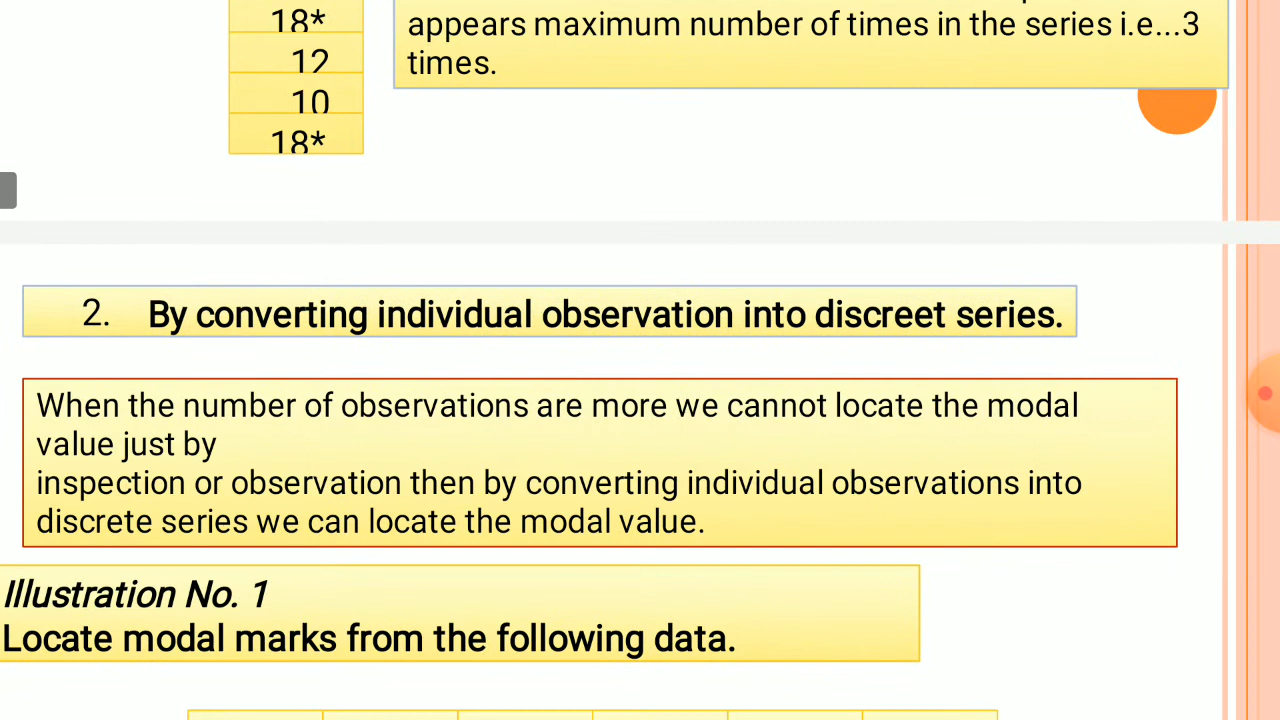 18*
appears maximum number of times in the series i.e...3
12
times.
10
18*
2. By converting individual observation into discreet series.
When the number of observations are more we cannot locate the modal
value just by
inspection or observation then by converting individual observations into
discrete series we can locate the modal value.
Illustration No. 1
Locate modal marks from the following data.